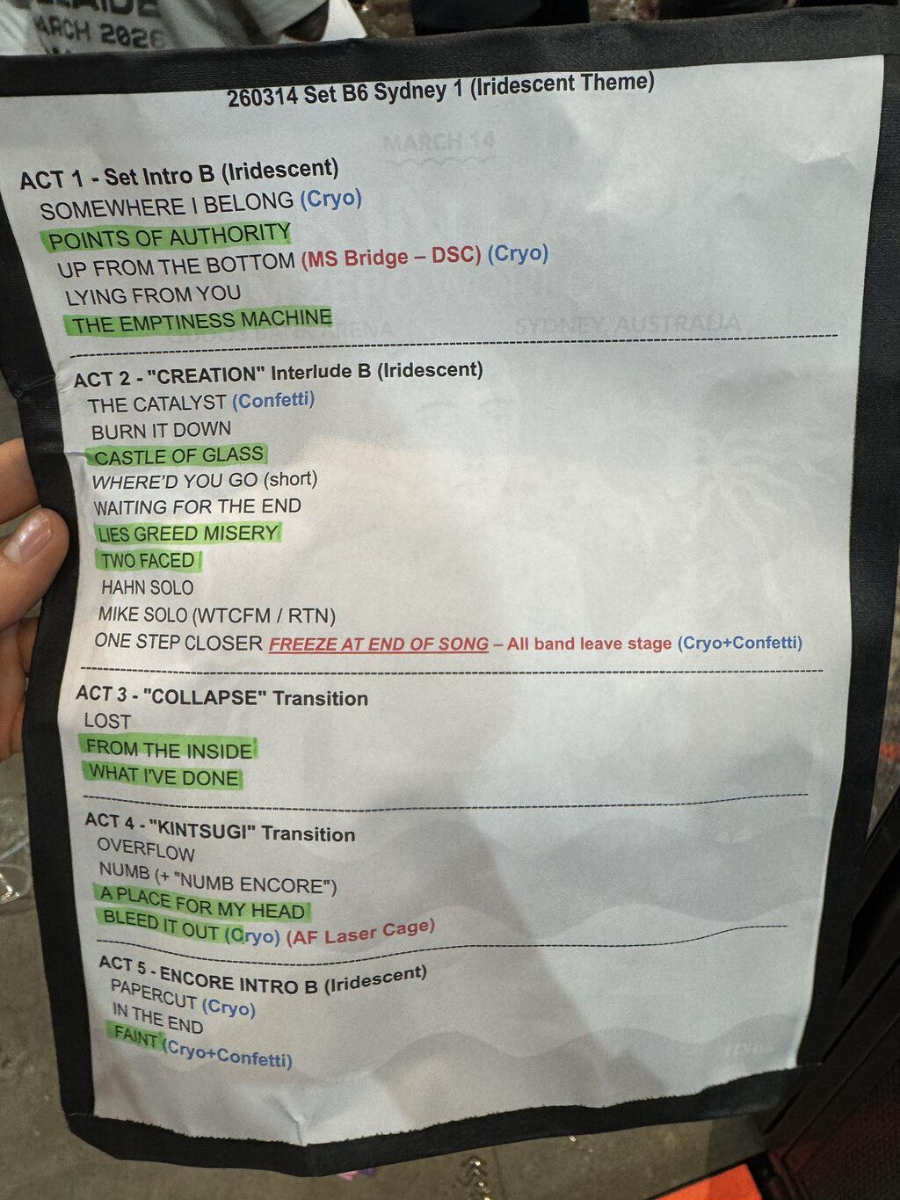 ARCH 2026
260314 Set B6 Sydney 1 (Iridescent Theme)
MARCH 14
ACT 1 - Set Intro B (Iridescent)
SOMEWHERE I BELONG (Cryo)
POINTS OF AUTHORITY
UP FROM THE BOTTOM (MS Bridge – DSC) (Cryo)
LYING FROM YOU
THE EMPTINESS MACHINE
SYDNEY, AUSTRALIA
ACT 2 - "CREATION" Interlude B (Iridescent)
THE CATALYST (Confetti)
BURN IT DOWN
CASTLE OF GLASS
WHERE'D YOU GO (short)
WAITING FOR THE END
LIES GREED MISERY
TWO FACED
HAHN SOLO
MIKE SOLO (WTCFM / RTN)
ONE STEP CLOSER FREEZE AT END OF SONG – All band leave stage (Cryo+Confetti)
ACT 3 - "COLLAPSE" Transition
LOST
FROM THE INSIDE
WHAT I'VE DONE
ACT 4 - "KINTSUGI" Transition
OVERFLOW
NUMB (+ "NUMB ENCORE")
A PLACE FOR MY HEAD
BLEED IT OUT (Cryo) (AF Laser Cage)
ACT 5 - ENCORE INTRO B (Iridescent)
PAPERCUT (Cryo)
IN THE END
FAINT (Cryo+Confetti)